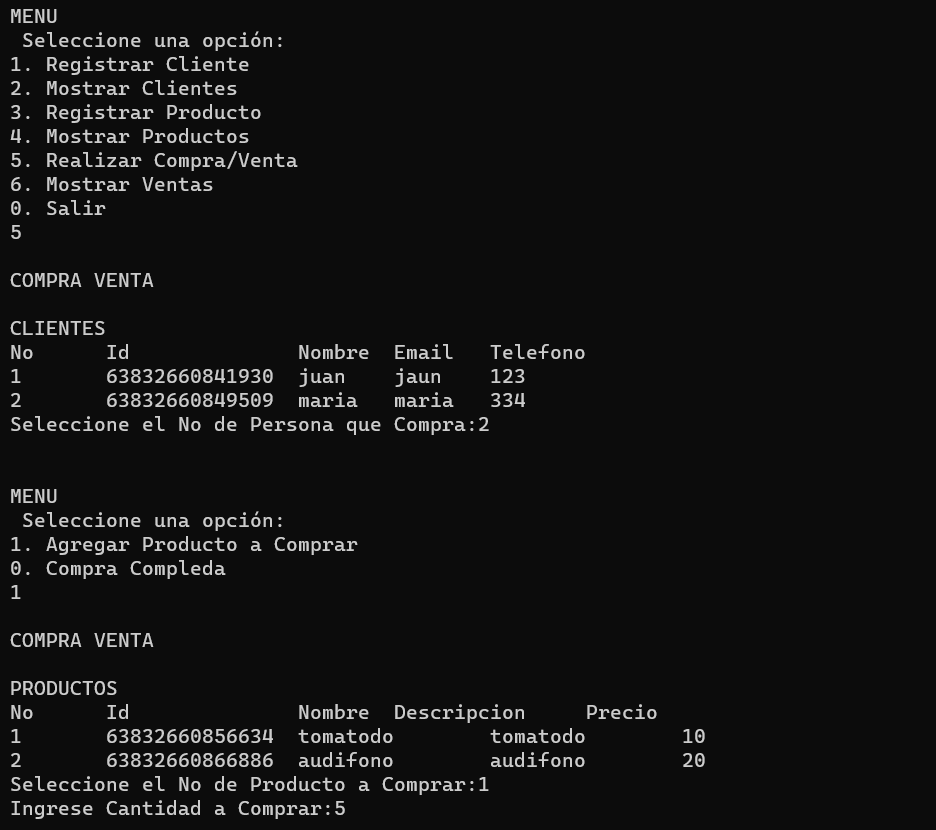 MENU
Seleccione una opción:
1. Registrar Cliente
2. Mostrar Clientes
3. Registrar Producto
4. Mostrar Productos
5. Realizar Compra/Venta
6. Mostrar Ventas
0. Salir
5
COMPRA VENTA
CLIENTES
No Id Nombre Email Telefono
1 63832660841930 juan jaun 123
2 63832660849509 maria maria 334
Seleccione el No de Persona que Compra:2
MENU
Seleccione una opción:
1. Agregar Producto a Comprar
0. Compra Compleda
1
COMPRA VENTA
PRODUCTOS
No Id Nombre Descripcion Precio
1 63832660856634 tomatodo tomatodo 10
2 63832660866886 audifono audifono 20
Seleccione el No de Producto a Comprar:1
Ingrese Cantidad a Comprar:5